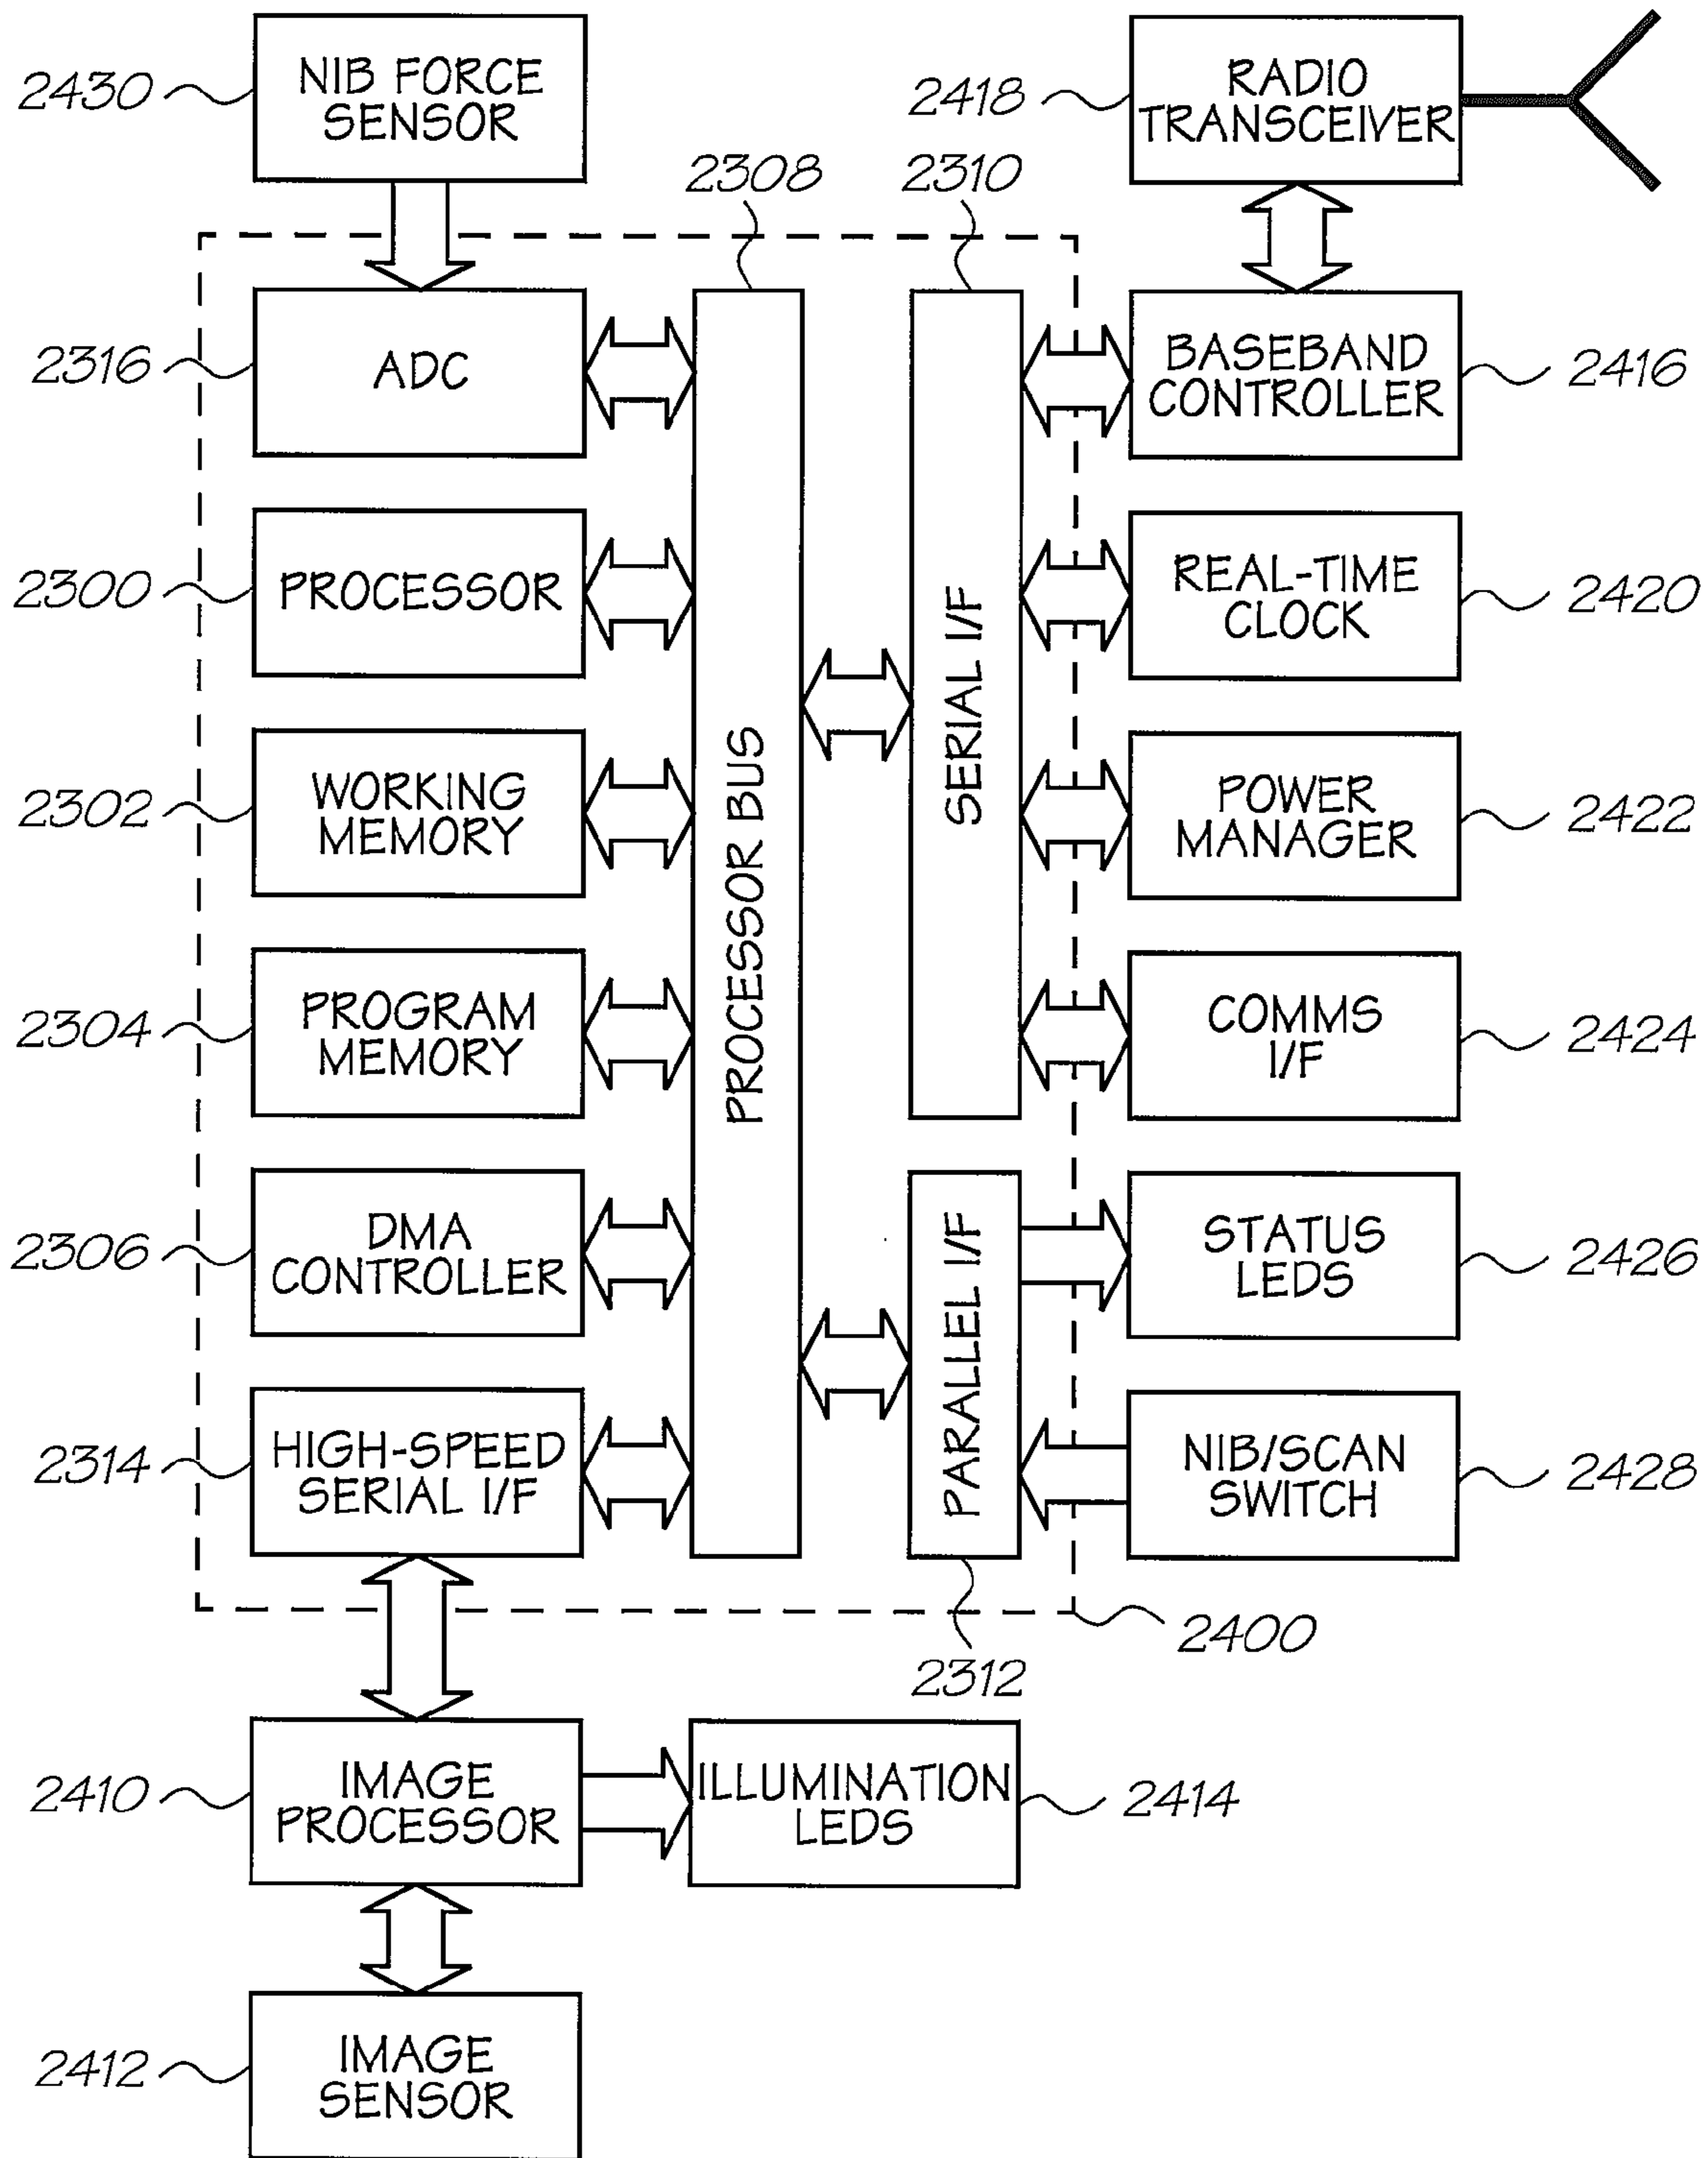 2430
NIB FORCE
SENSOR
2418
RADIO
TRANSCEIVER
2308
2310
2316
ADC
BASEBAND
CONTROLLER
2416
2300
PROCESSOR
REAL-TIME
CLOCK
2420
2302
WORKING
MEMORY
PROCESSOR BUS
SERIAL I/F
POWER
MANAGER
2422
2304
PROGRAM
MEMORY
COMMS
I/F
2424
2306
DMA
CONTROLLER
PARALLEL I/F
STATUS
LEDS
2426
2314
HIGH-SPEED
SERIAL I/F
NIB/SCAN
SWITCH
2428
2400
2312
2410
IMAGE
PROCESSOR
ILLUMINATION
LEDS
2414
2412
IMAGE
SENSOR